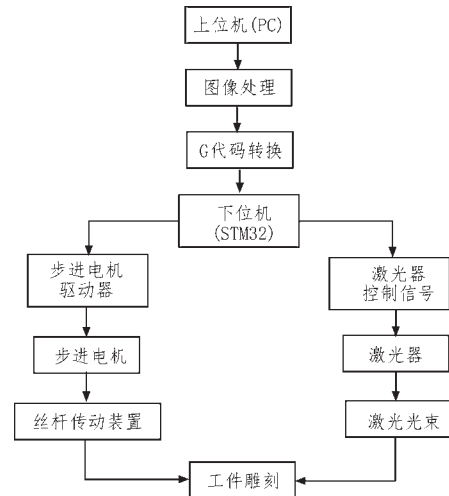 上位机(PC)
图像处理
G代码转换
下位机
(STM32)
步进电机
驱动器
激光器
控制信号
步进电机
激光器
丝杆传动装置
激光光束
工件雕刻